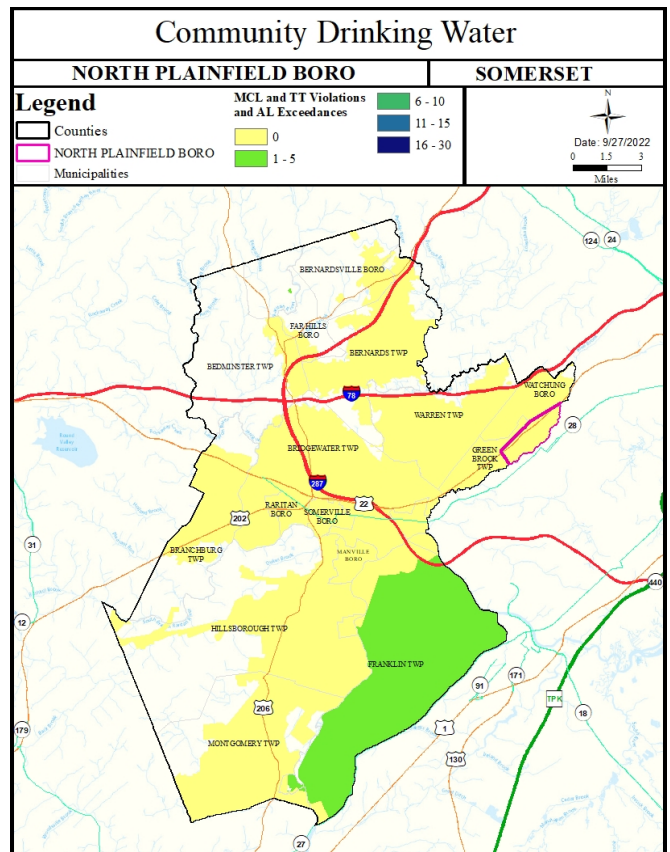 Community Drinking Water
NORTH PLAINFIELD BORO
SOMERSET
Legend
Counties
NORTH PLAINFIELD BORO
Municipalities
MCL and TT Violations
and AL Exceedances
0
1 - 5
6 - 10
11 - 15
16 - 30
N
Date: 9/27/2022
0 1.5 3
Miles
124
24
BERNARDSVILLE BORO
FAR HILLS
BORO
BERNARDS TWP
BEDMINSTER TWP
78
WATCHUNG
BORO
WARREN TWP
28
BRIDGEWATER TWP
GREEN
BROOK
TWP
287
22
RARITAN
BORO
SOMERVILLE
BORO
202
31
BRANCHBURG
TWP
MANVILLE
BORO
440
12
HILLSBOROUGH TWP
FRANKLIN TWP
171
91
TPK
206
18
179
MONTGOMERY TWP
1
130
27